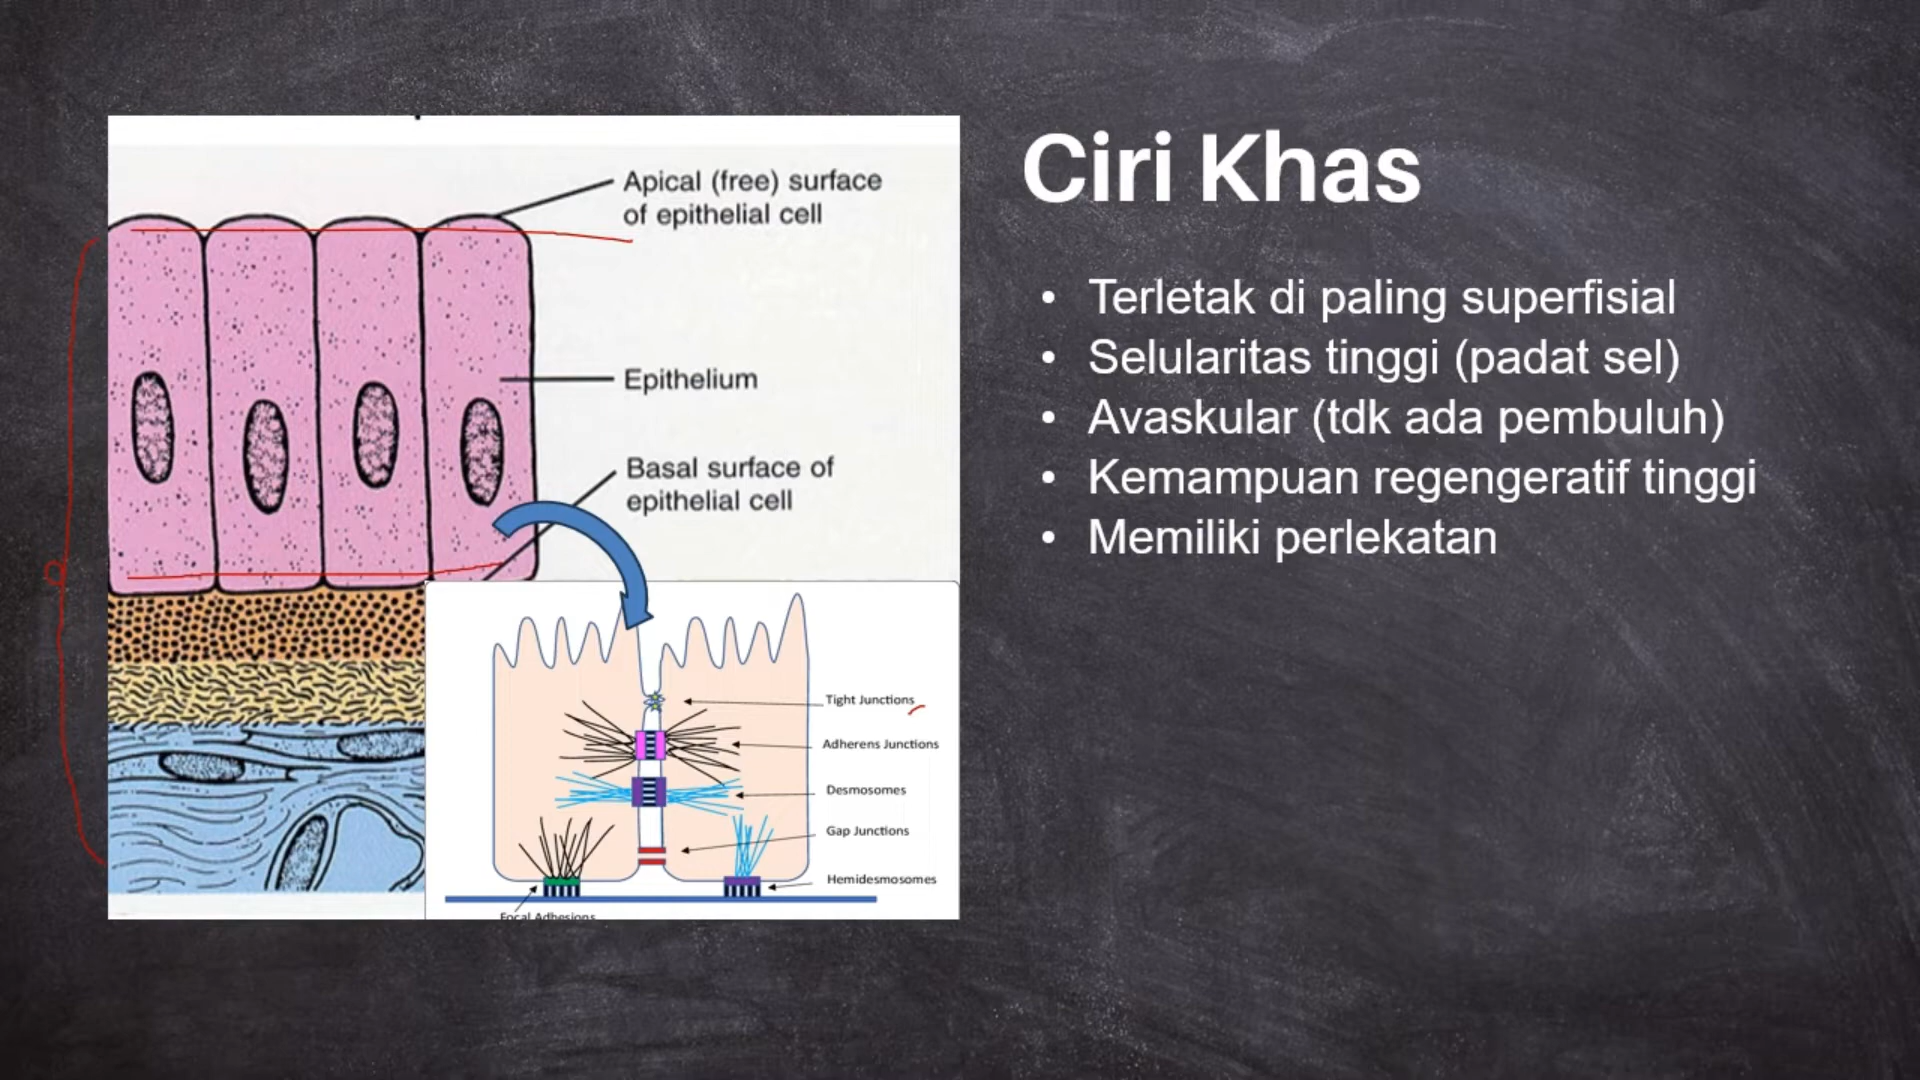 Apical (free) surface
of epithelial cell
Epithelium
Basal surface of
epithelial cell
Tight Junctions
Adherens Junctions
Desmosomes
Gap Junctions
Hemidesmosomes
Focal Adhesions
Ciri Khas
• Terletak di paling superfisial
• Selularitas tinggi (padat sel)
• Avaskular (tdk ada pembuluh)
• Kemampuan regengeratif tinggi
• Memiliki perlekatan